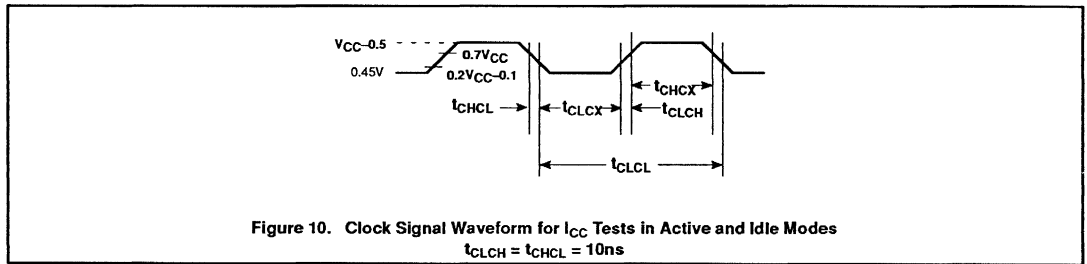 VCC–0.5
0.7VCC
0.45V
0.2VCC–0.1
tCHCX
tCHCL
tCLCX
tCLCH
tCLCL
Figure 10. Clock Signal Waveform for ICC Tests in Active and Idle Modes
tCLCH = tCHCL = 10ns